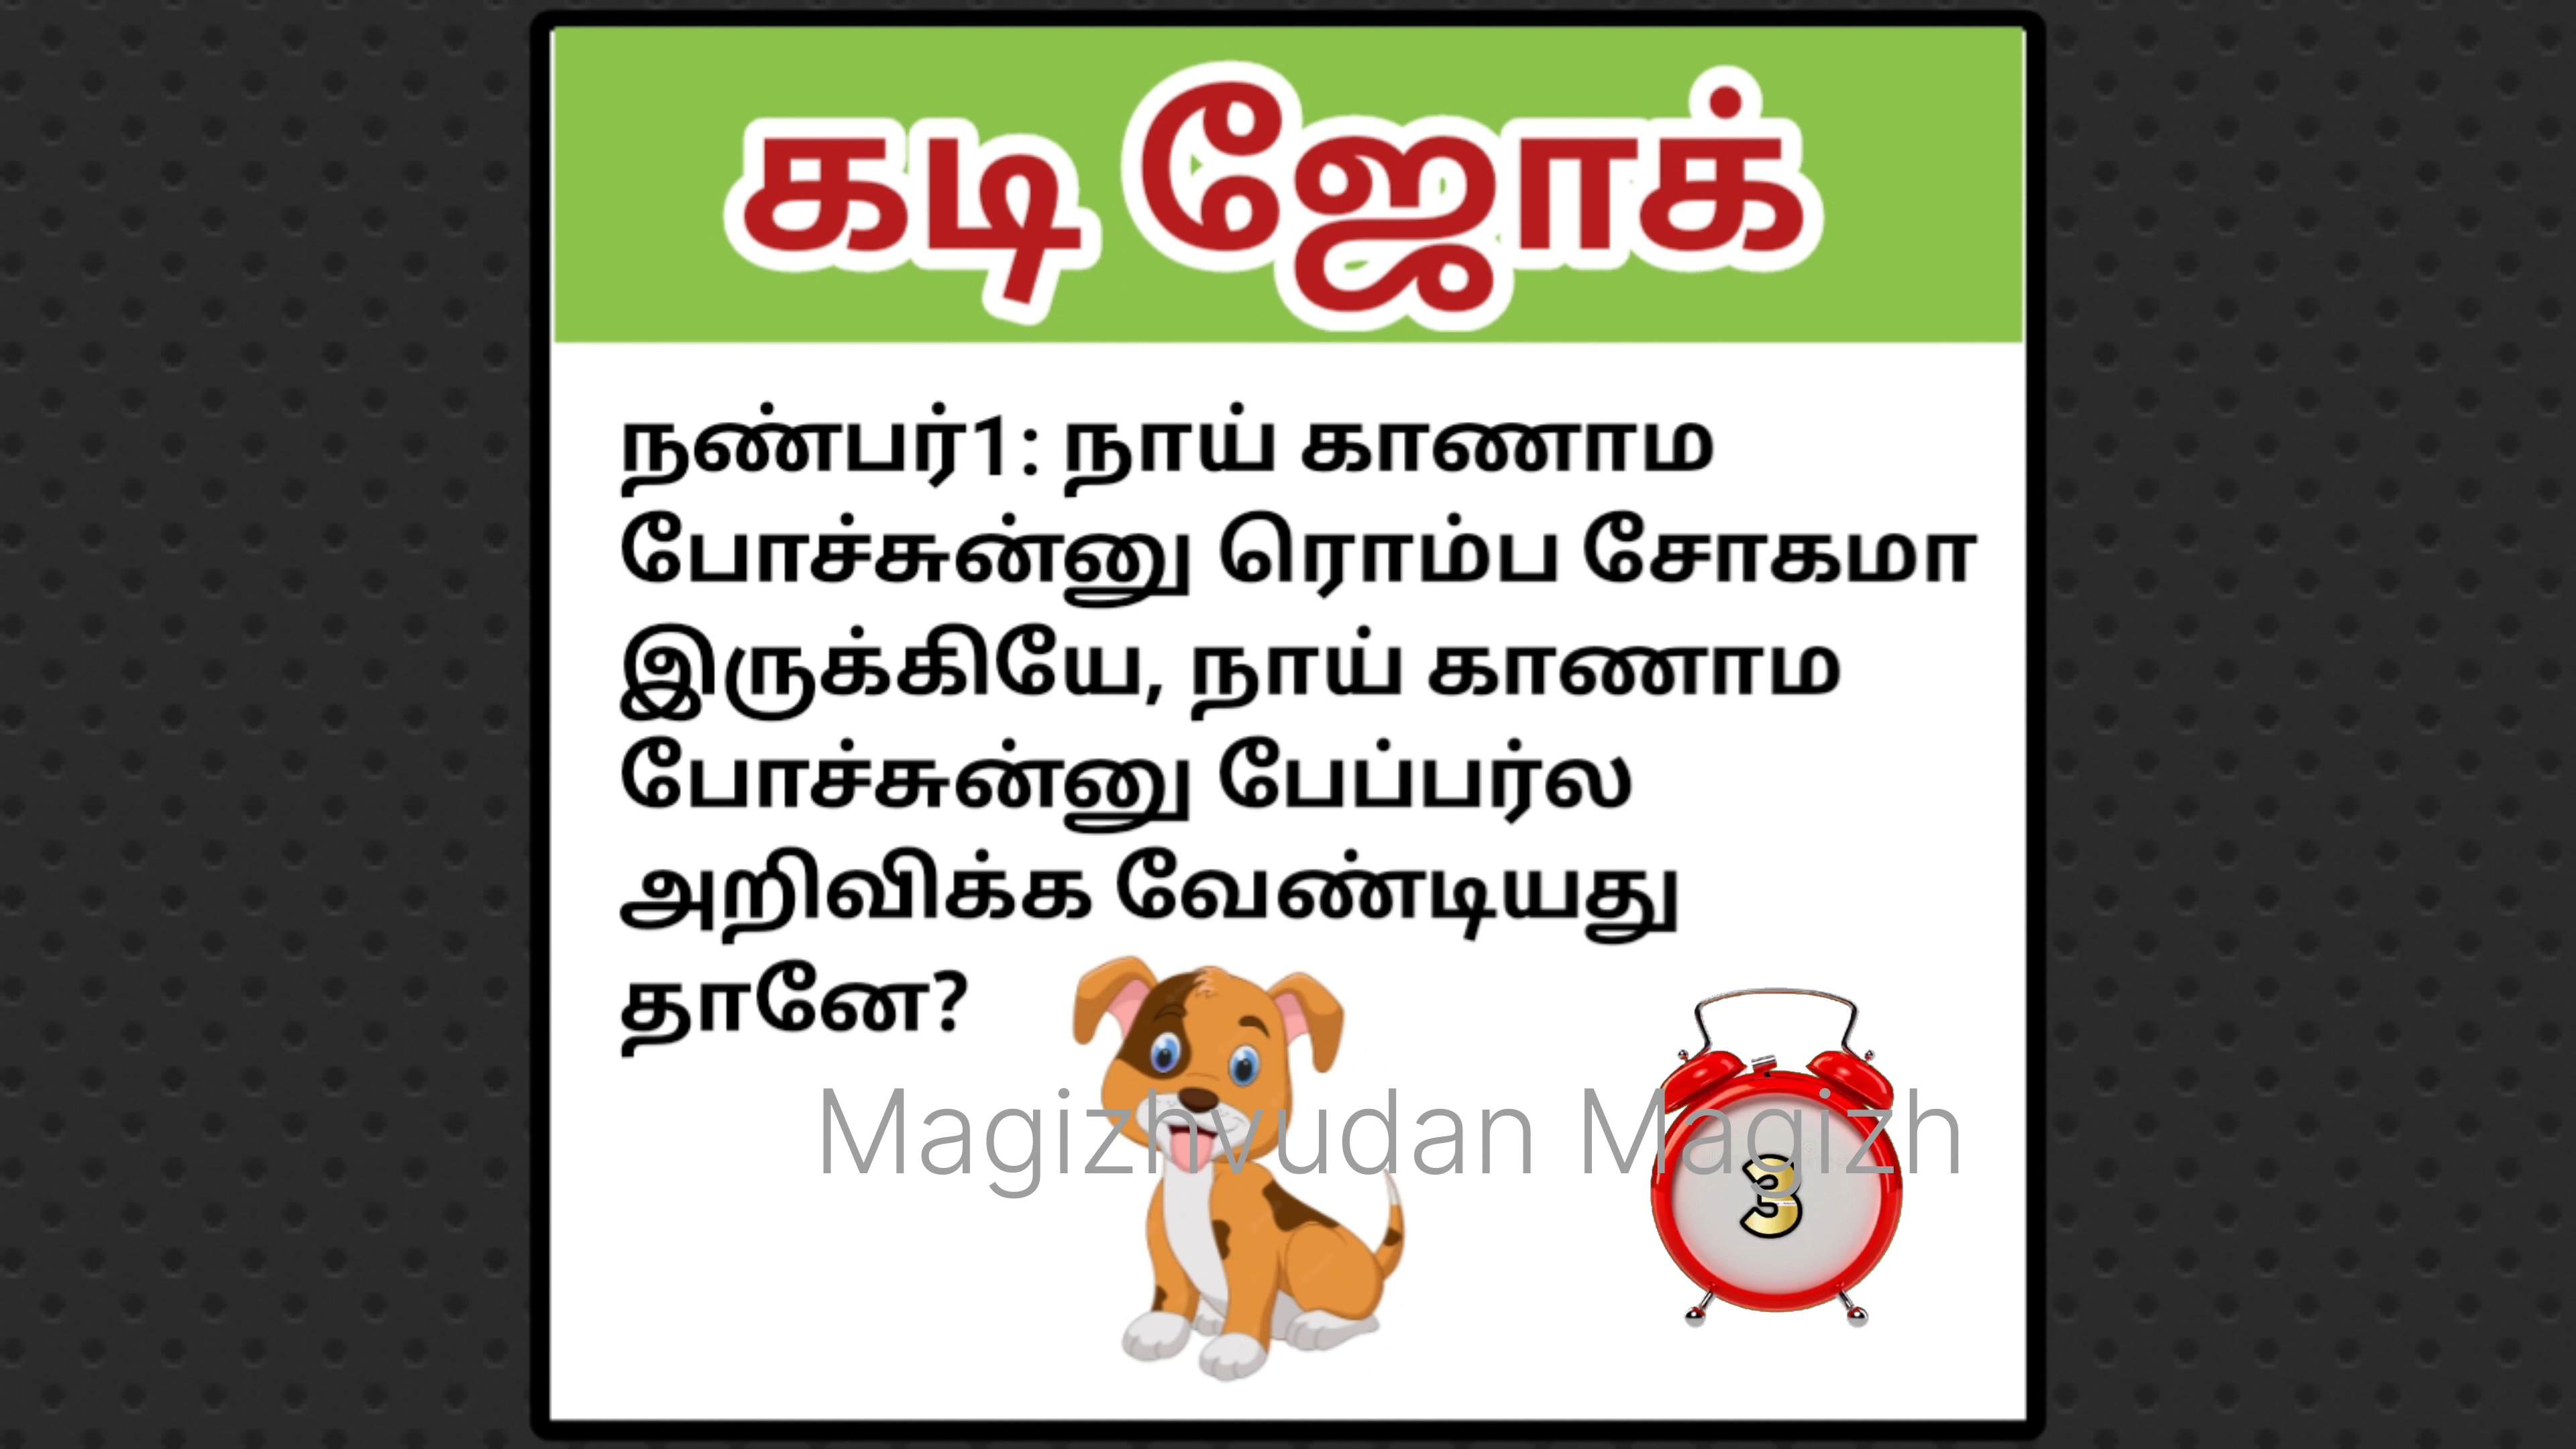 கடி ஜோக்
நண்பர்1: நாய் காணாம
போச்சுன்னு ரொம்ப சோகமா
இருக்கியே, நாய் காணாம
போச்சுன்னு பேப்பர்ல
அறிவிக்க வேண்டியது
தானே?
Magizhvudan Magizh
3